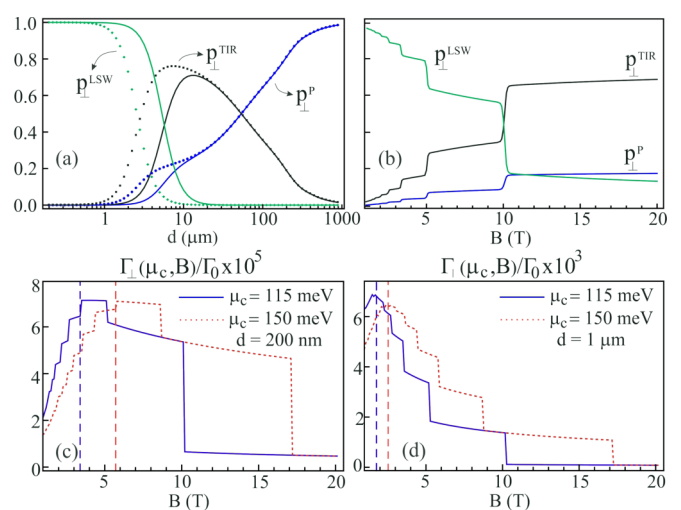 1.0
0.8
0.6
0.4
0.2
0.0
p⊥^LSW
p⊥^TIR
p⊥^P
(a)
1 10 100 1000
d (μm)
p⊥^LSW
p⊥^TIR
p⊥^P
(b)
5 10 15 20
B (T)
Γ⊥(μc,B)/Γ0x10^5
8
6
4
2
0
μc = 115 meV
μc = 150 meV
d = 200 nm
(c)
5 10 15 20
B (T)
Γ⊥(μc,B)/Γ0x10^3
6
4
2
0
μc = 115 meV
μc = 150 meV
d = 1 μm
(d)
5 10 15 20
B (T)